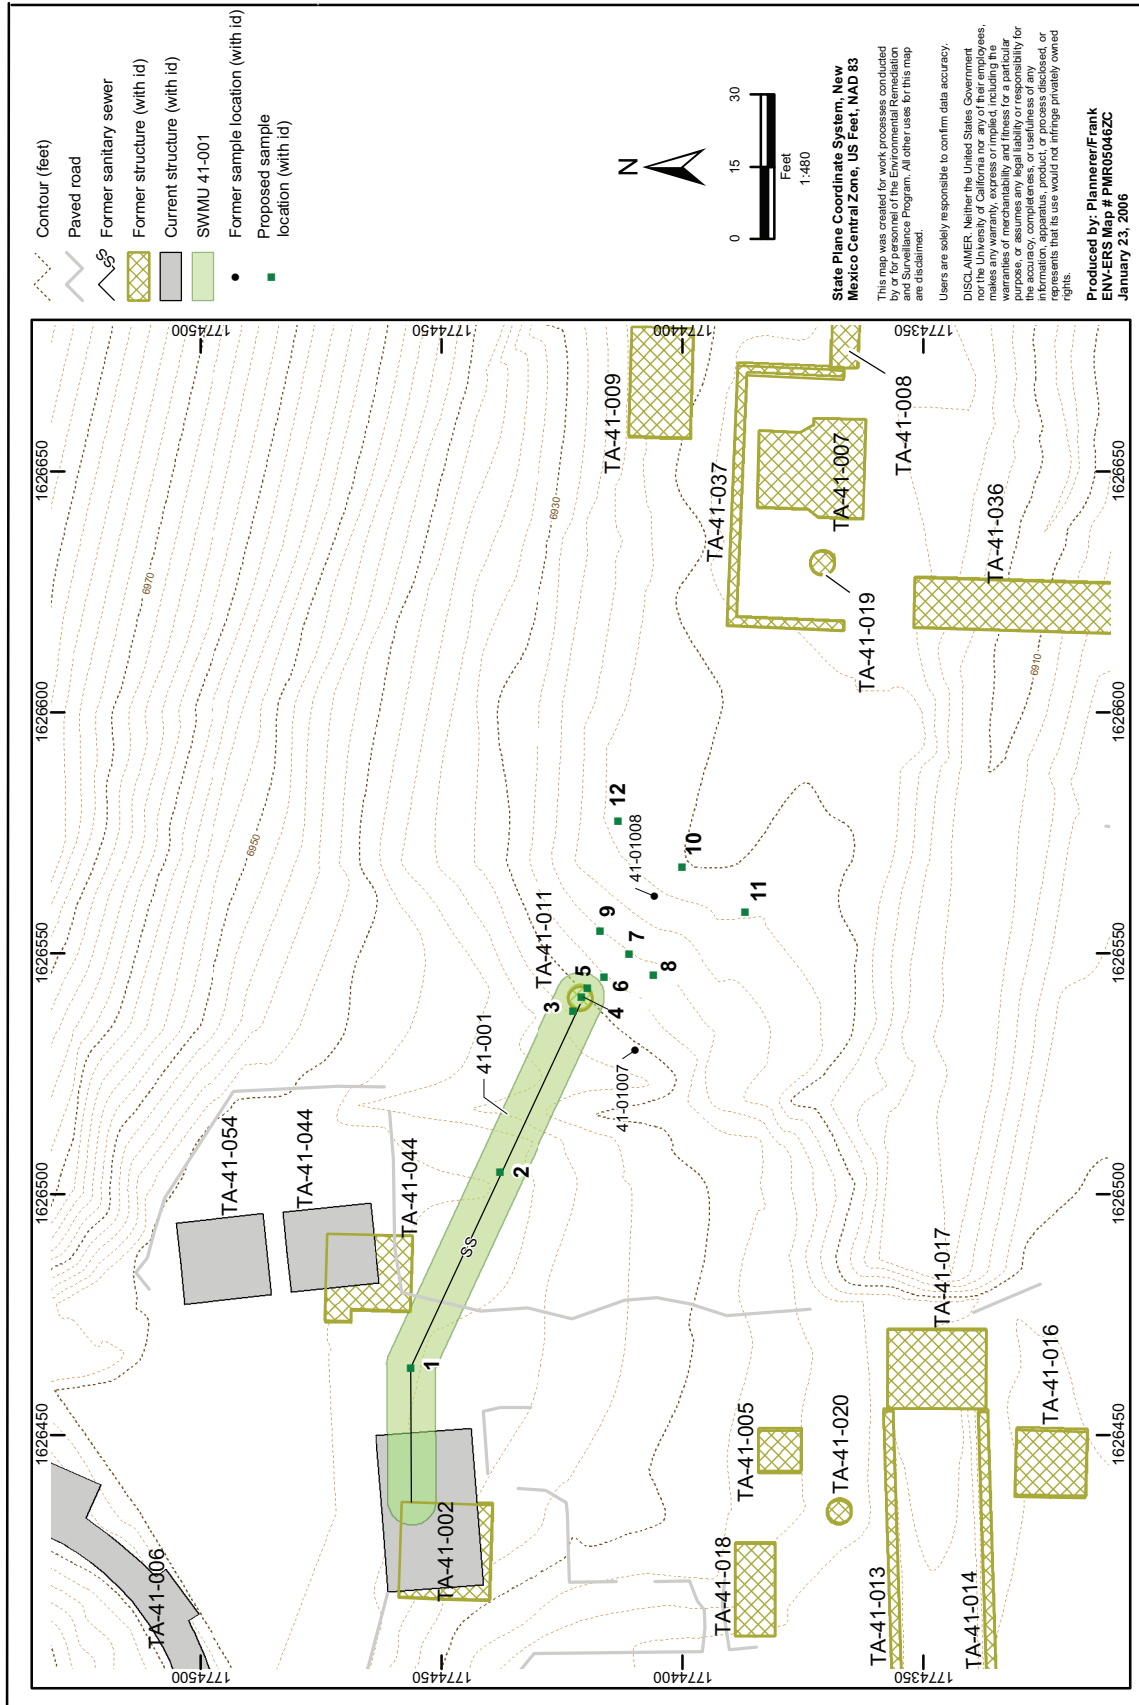 1626450
1626500
1626550
1626600
1626650
1774500
1774450
1774400
1774350
1774500
1774450
1774400
1774350
1626450
1626500
1626550
1626600
1626650
TA-41-006
TA-41-054
TA-41-044
TA-41-044
TA-41-002
SS
41-001
TA-41-011
1
2
3
4
5
6
7
8
9
10
11
12
41-01007
41-01008
6970
6950
6930
6910
TA-41-009
TA-41-037
TA-41-007
TA-41-008
TA-41-019
TA-41-036
TA-41-018
TA-41-005
TA-41-020
TA-41-013
TA-41-014
TA-41-017
TA-41-016
Contour (feet)
Paved road
SS
Former sanitary sewer
Former structure (with id)
Current structure (with id)
SWMU 41-001
Former sample location (with id)
Proposed sample
location (with id)
N
0 15 30
Feet
1:480
State Plane Coordinate System, New
Mexico Central Zone, US Feet, NAD 83
This map was created for work processes conducted
by or for personnel of the Environmental Remediation
and Surveillance Program. All other uses for this map
are disclaimed.
Users are solely responsible to confirm data accuracy.
DISCLAIMER: Neither the United States Government
nor the University of California nor any of their employees,
makes any warranty, express or implied, including the
warranties of merchantability and fitness for a particular
purpose, or assumes any legal liability or responsibility for
the accuracy, completeness, or usefulness of any
information, apparatus, product, or process disclosed, or
represents that its use would not infringe privately owned
rights.
Produced by: Plannerer/Frank
ENV-ERS Map # PMR05046ZC
January 23, 2006